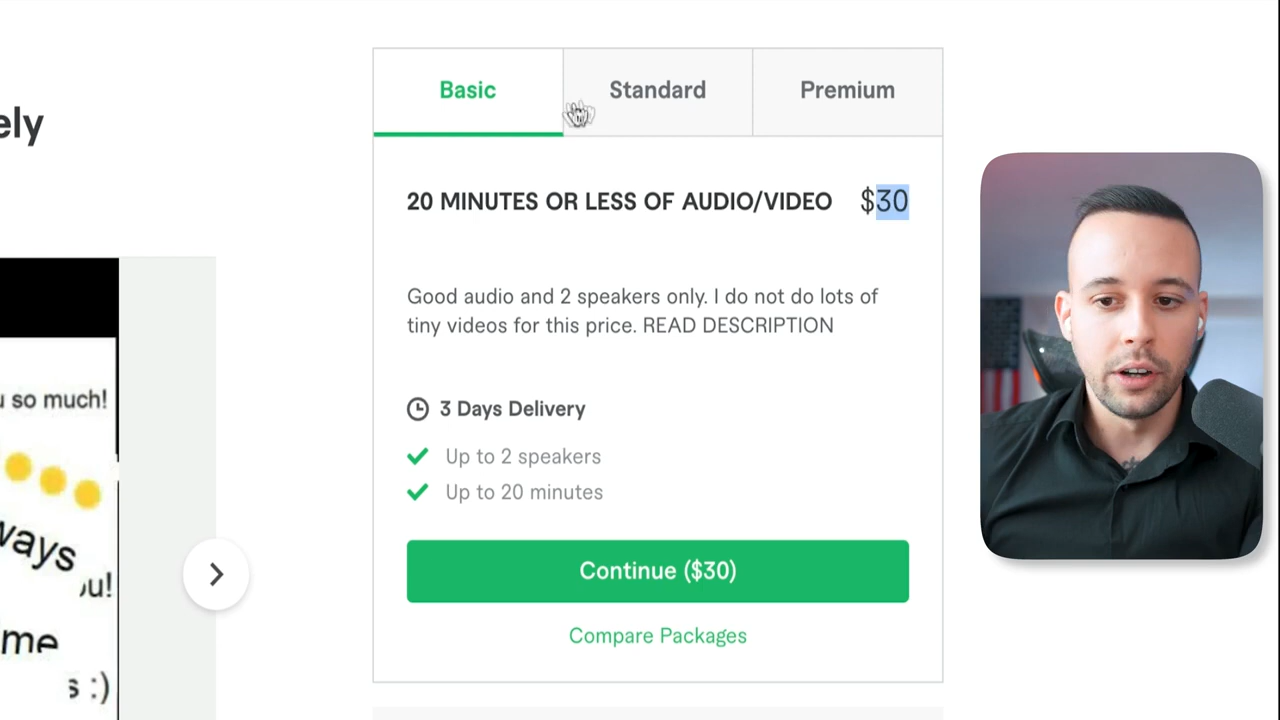 Basic
Standard
Premium
ely
20 MINUTES OR LESS OF AUDIO/VIDEO
$30
Good audio and 2 speakers only. I do not do lots of
tiny videos for this price. READ DESCRIPTION
3 Days Delivery
Up to 2 speakers
Up to 20 minutes
Continue ($30)
Compare Packages
so much!
ways
u!
me
s :)